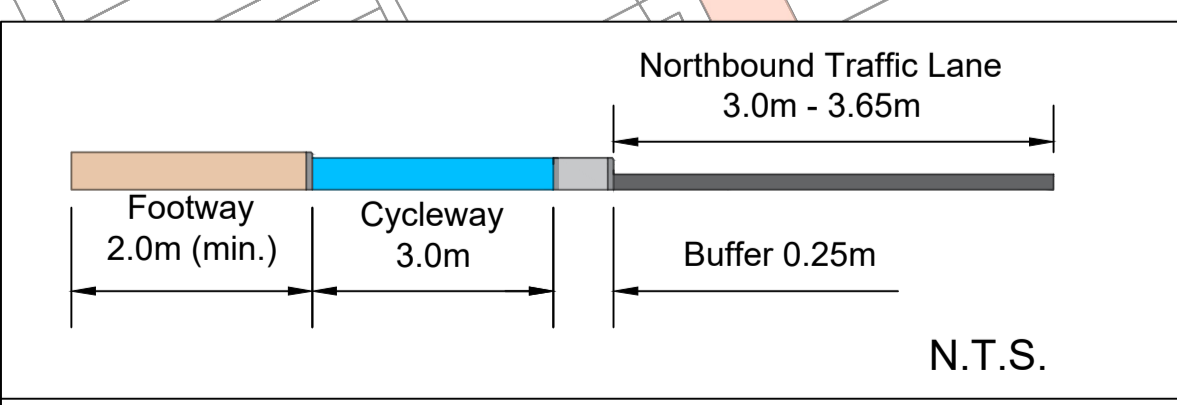 Northbound Traffic Lane
3.0m - 3.65m
Footway
2.0m (min.)
Cycleway
3.0m
Buffer 0.25m
N.T.S.